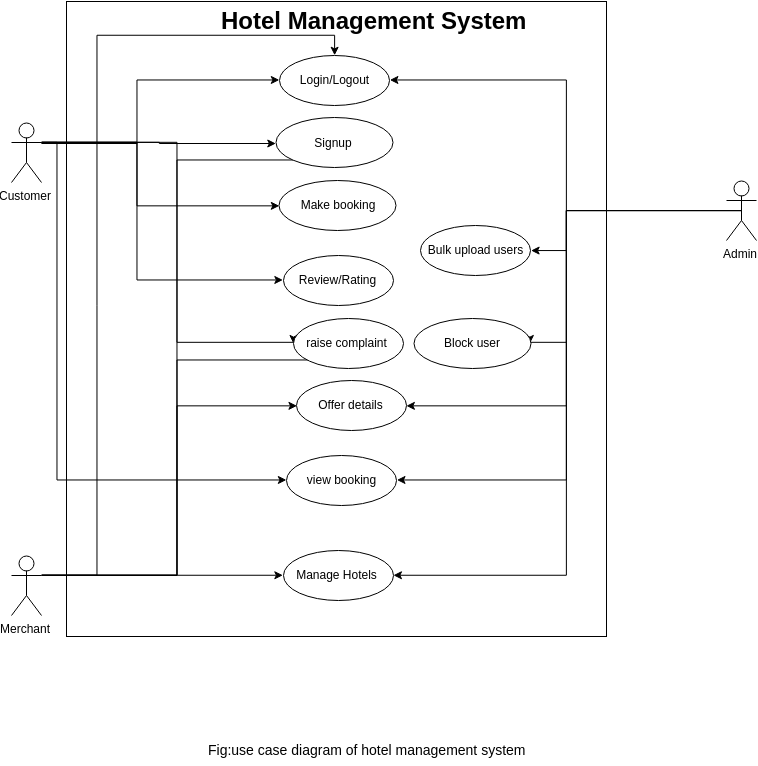 Hotel Management System
Login/Logout
Signup
Customer
Make booking
Bulk upload users
Admin
Review/Rating
raise complaint
Block user
Offer details
view booking
Manage Hotels
Merchant
Fig:use case diagram of hotel management system